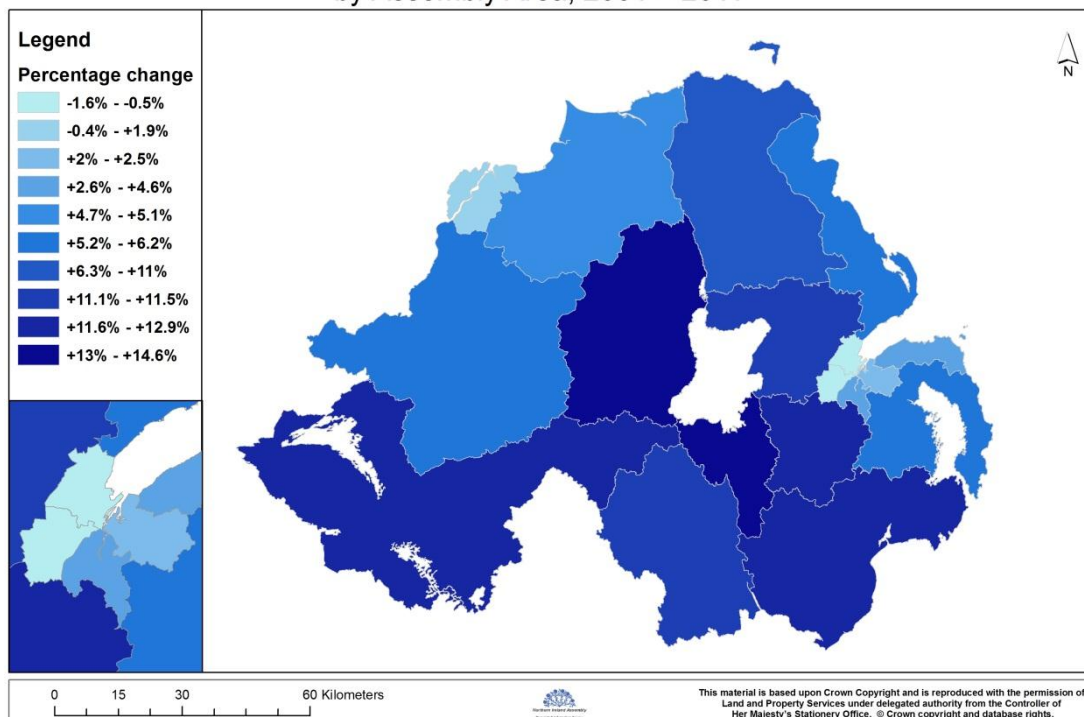 Legend
Percentage change
-1.6% - -0.5%
-0.4% - +1.9%
+2% - +2.5%
+2.6% - +4.6%
+4.7% - +5.1%
+5.2% - +6.2%
+6.3% - +11%
+11.1% - +11.5%
+11.6% - +12.9%
+13% - +14.6%
N
0 15 30 60 Kilometers
Northern Ireland Assembly
This material is based upon Crown Copyright and is reproduced with the permission of
Land and Property Services under delegated authority from the Controller of
Her Majesty's Stationery Office, © Crown copyright and database rights,